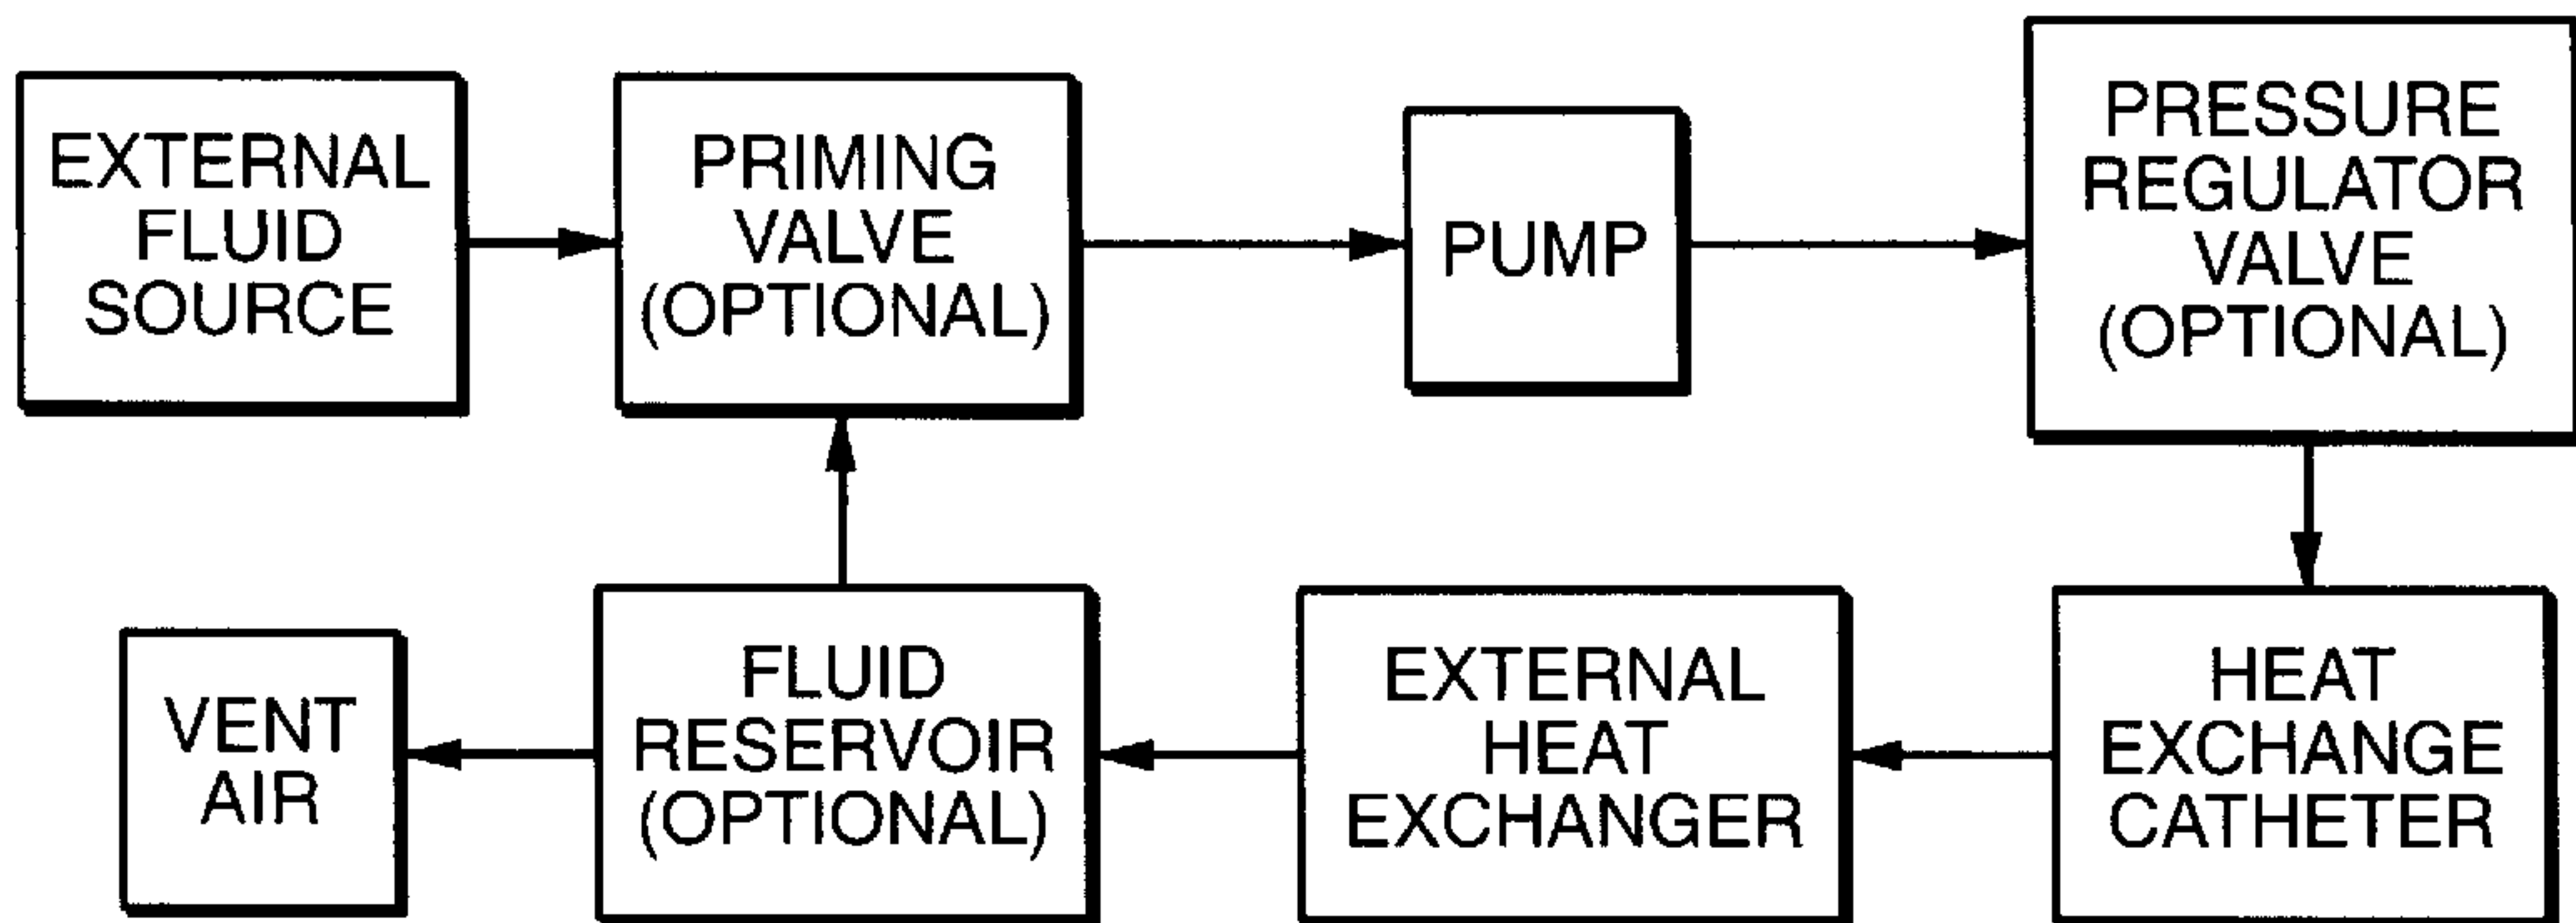 EXTERNAL
FLUID
SOURCE
PRIMING
VALVE
(OPTIONAL)
PUMP
PRESSURE
REGULATOR
VALVE
(OPTIONAL)
VENT
AIR
FLUID
RESERVOIR
(OPTIONAL)
EXTERNAL
HEAT
EXCHANGER
HEAT
EXCHANGE
CATHETER